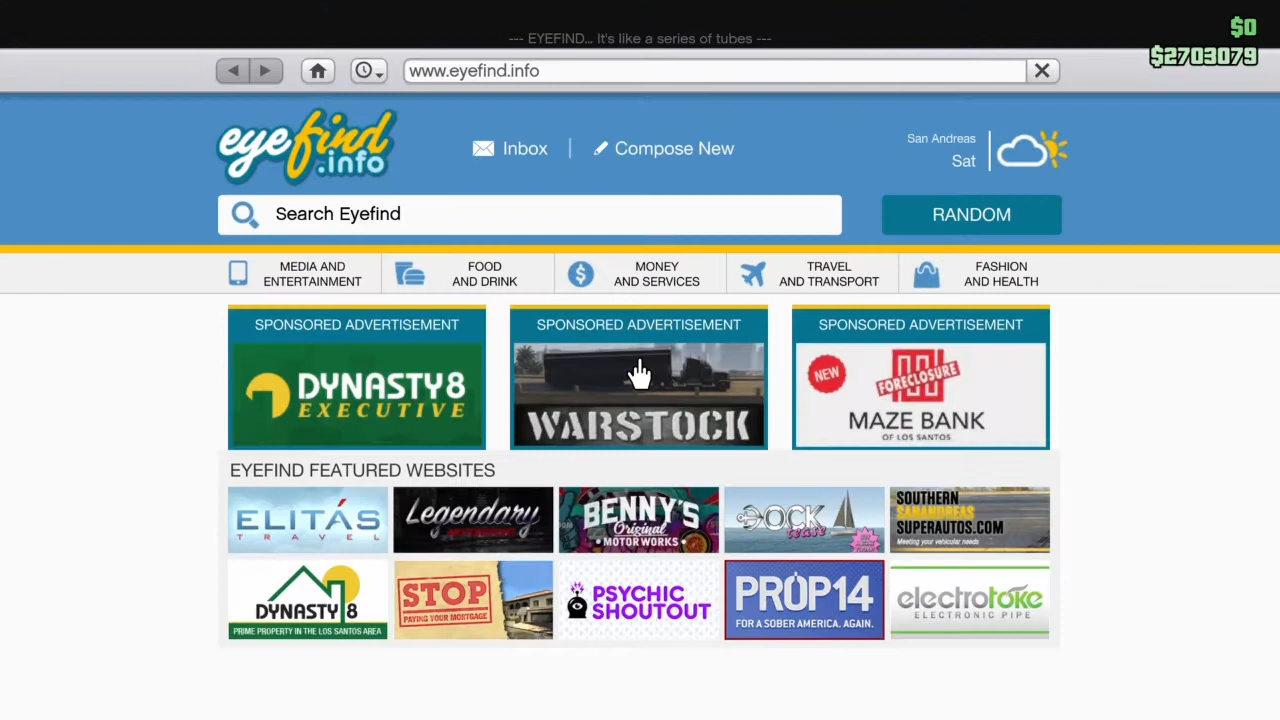 --- EYEFIND... It's like a series of tubes ---
$0
$2703079
www.eyefind.info
eyefind
.info
Inbox
Compose New
San Andreas
Sat
Search Eyefind
RANDOM
MEDIA AND
ENTERTAINMENT
FOOD
AND DRINK
MONEY
AND SERVICES
TRAVEL
AND TRANSPORT
FASHION
AND HEALTH
SPONSORED ADVERTISEMENT
DYNASTY8
EXECUTIVE
SPONSORED ADVERTISEMENT
WARSTOCK
SPONSORED ADVERTISEMENT
NEW
FORECLOSURE
MAZE BANK
OF LOS SANTOS
EYEFIND FEATURED WEBSITES
ELITÁS
TRAVEL
Legendary
BENNY'S
Original
MOTOR WORKS
DOCK
tease
SOUTHERN
SANANDREAS
SUPERAUTOS.COM
Meeting your vehicular needs
DYNASTY 8
PRIME PROPERTY IN THE LOS SANTOS AREA
STOP
PAYING YOUR MORTGAGE
PSYCHIC
SHOUTOUT
PROP14
FOR A SOBER AMERICA. AGAIN.
electrotoke
ELECTRONIC PIPE